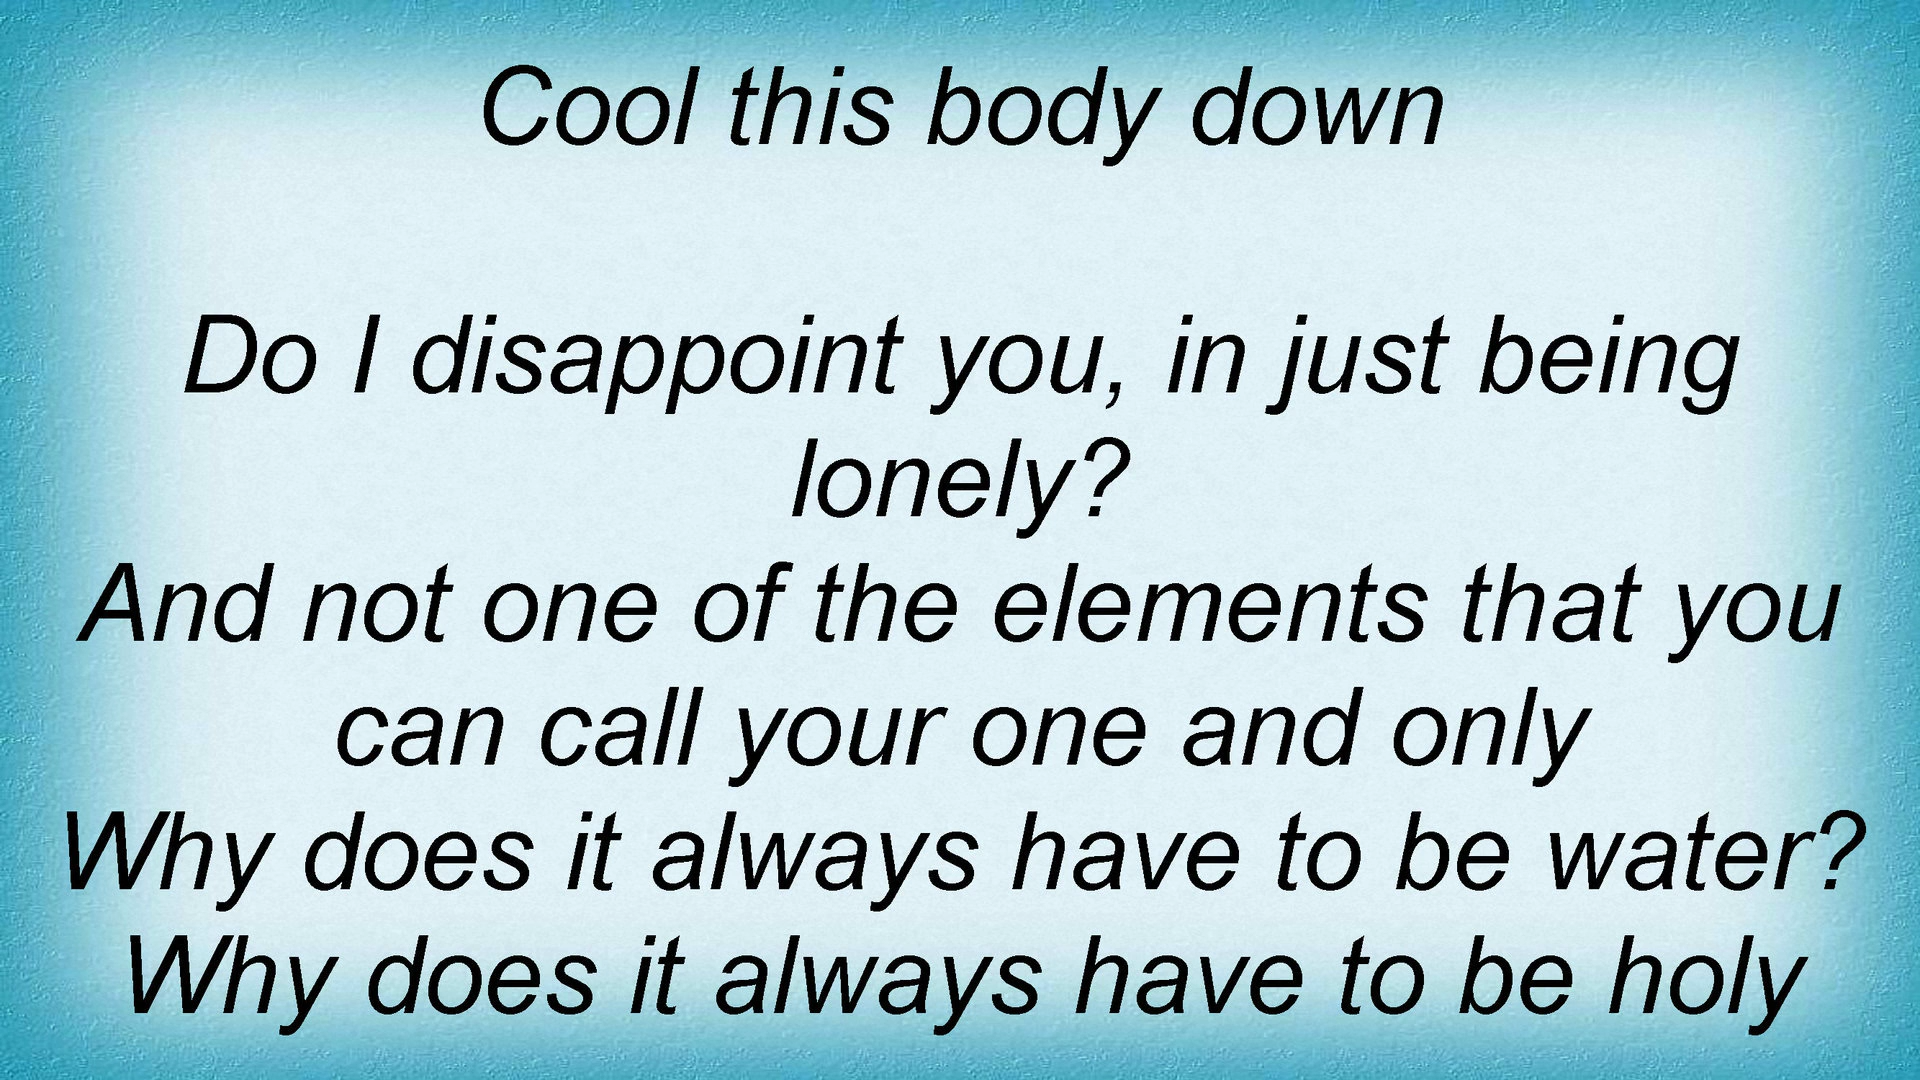 Cool this body down
Do I disappoint you, in just being
lonely?
And not one of the elements that you
can call your one and only
Why does it always have to be water?
Why does it always have to be holy